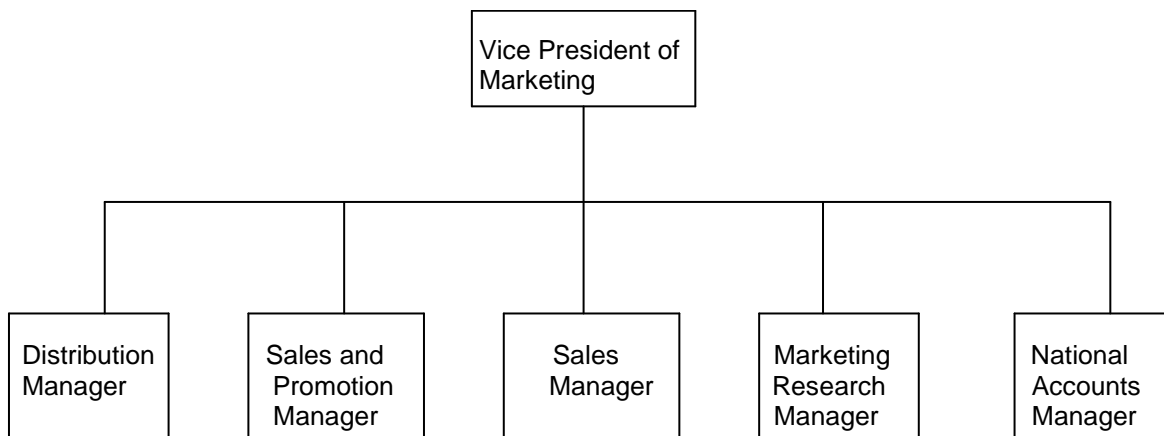 Vice President of
Marketing
Distribution
Manager
Sales and
Promotion
Manager
Sales
Manager
Marketing
Research
Manager
National
Accounts
Manager